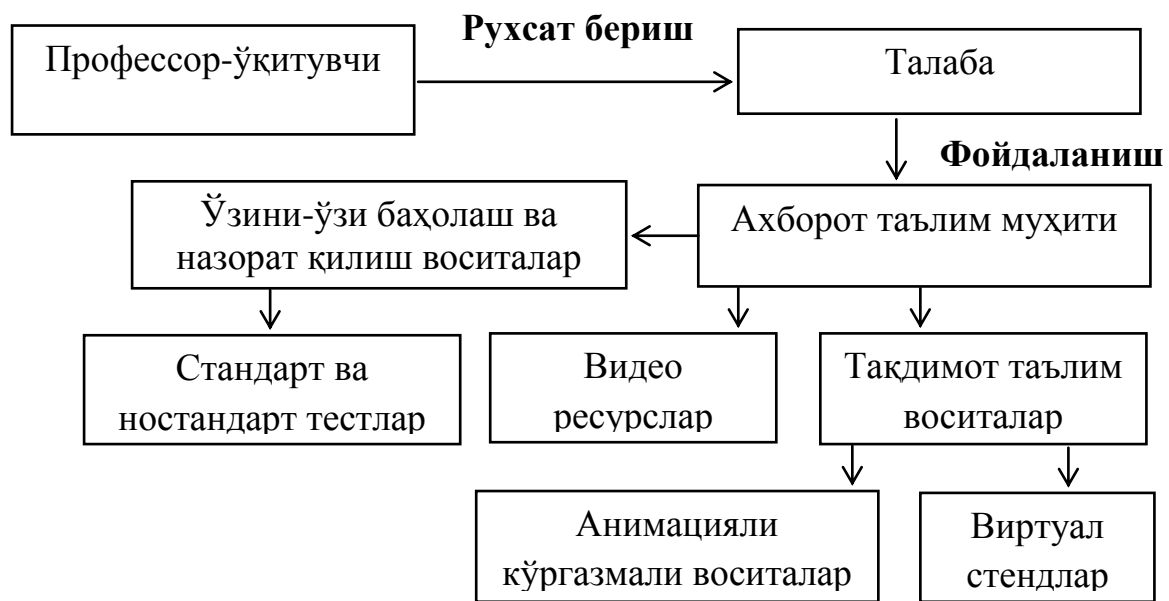 Рухсат бериш
Профессор-ўқитувчи
Талаба
Фойдаланиш
Ўзини-ўзи баҳолаш ва
назорат қилиш воситалар
Ахборот таълим муҳити
Стандарт ва
ностандарт тестлар
Видео
ресурслар
Тақдимот таълим
воситалар
Анимацияли
кўргазмали воситалар
Виртуал
стендлар